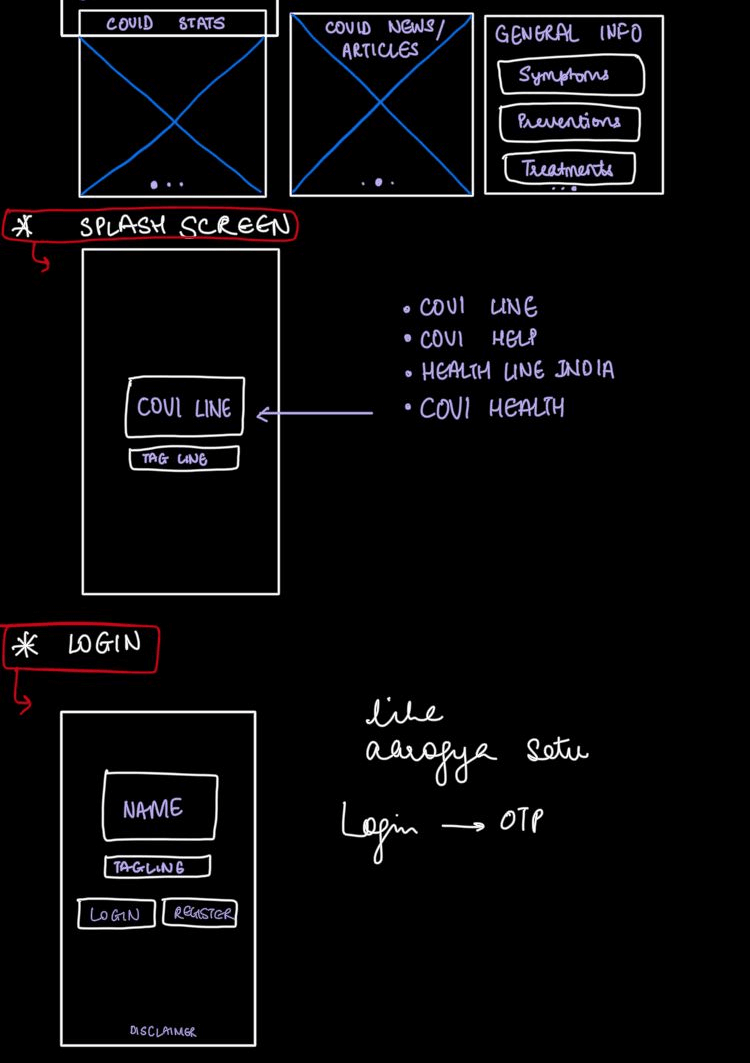 COVID STATS
COVID NEWS/
ARTICLES
GENERAL INFO
Symptoms
Preventions
Treatments
* SPLASH SCREEN
COVI LINE
TAG LINE
• COVI LINE
• COVI HELP
• HEALTH LINE INDIA
• COVI HEALTH
* LOGIN
NAME
TAGLINE
LOGIN REGISTER
DISCLAIMER
like
aarogya setu
Login → OTP